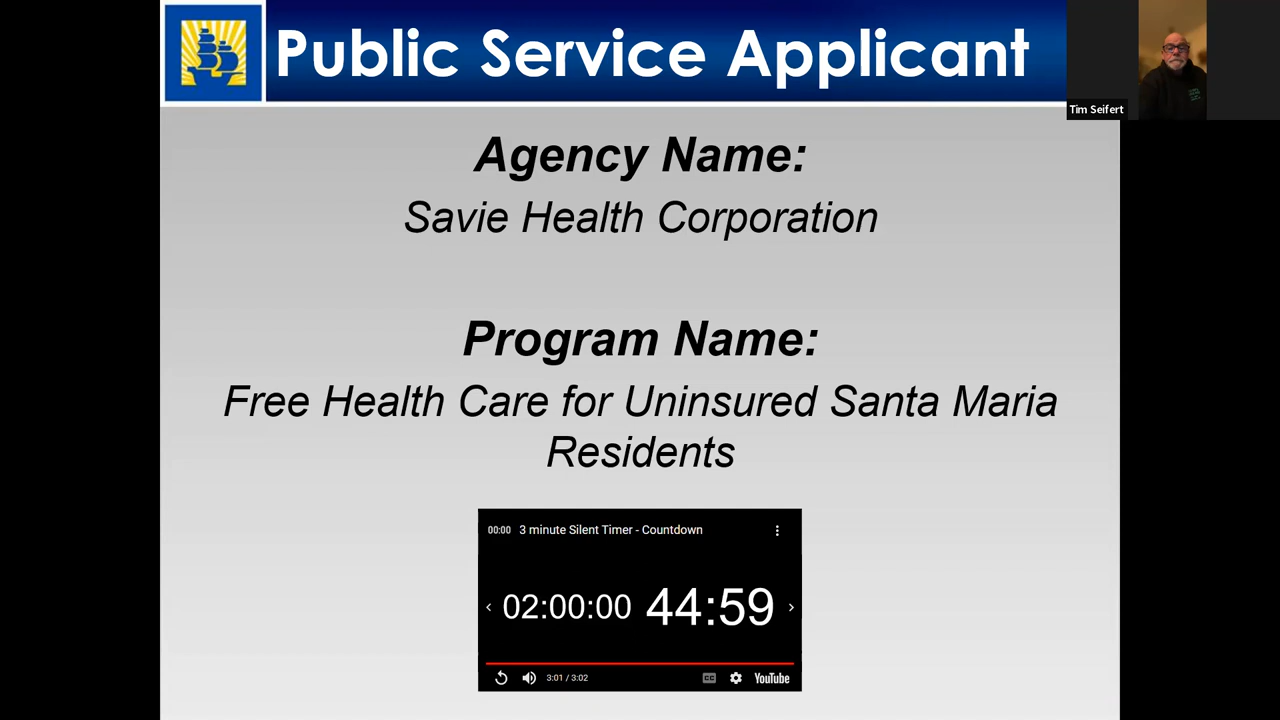 Public Service Applicant
Tim Seifert
Agency Name:
Savie Health Corporation
Program Name:
Free Health Care for Uninsured Santa Maria
Residents
00:00 3 minute Silent Timer - Countdown
02:00:00 44:59
3:01 / 3:02 CC YouTube